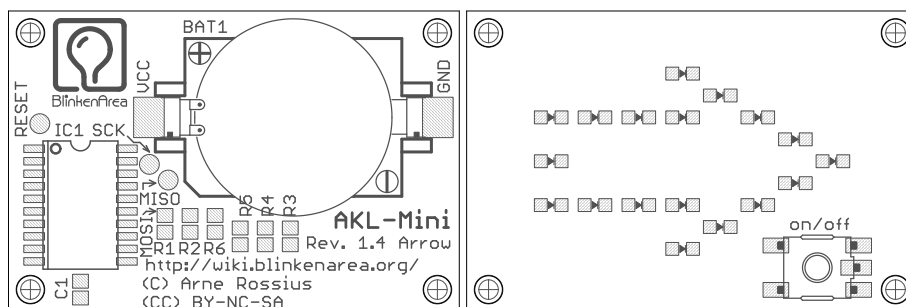 BAT1
BlinkenArea
VCC
GND
RESET
IC1 SCK
MISO
MOSI
R5
R4
R3
R1 R2 R6
AKL-Mini
Rev. 1.4 Arrow
http://wiki.blinkenarea.org/
C1
(C) Arne Rossius
(CC) BY-NC-SA
on/off